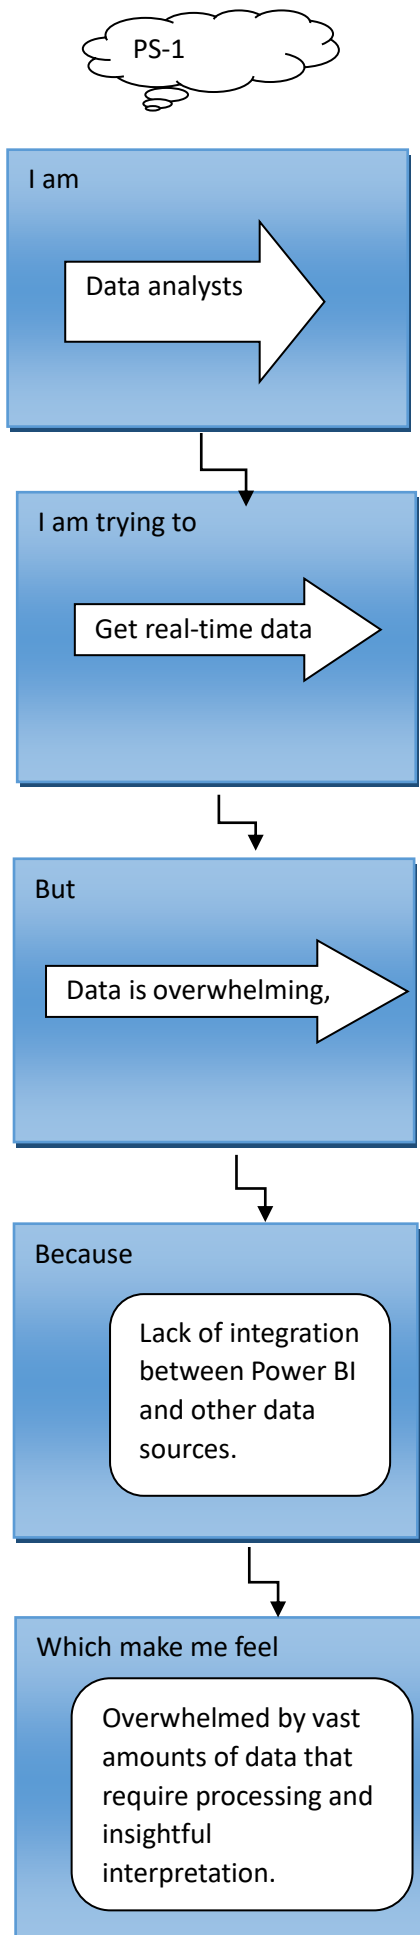 PS-1
I am
Data analysts
I am trying to
Get real-time data
But
Data is overwhelming,
Because
Lack of integration
between Power BI
and other data
sources.
Which make me feel
Overwhelmed by vast
amounts of data that
require processing and
insightful
interpretation.